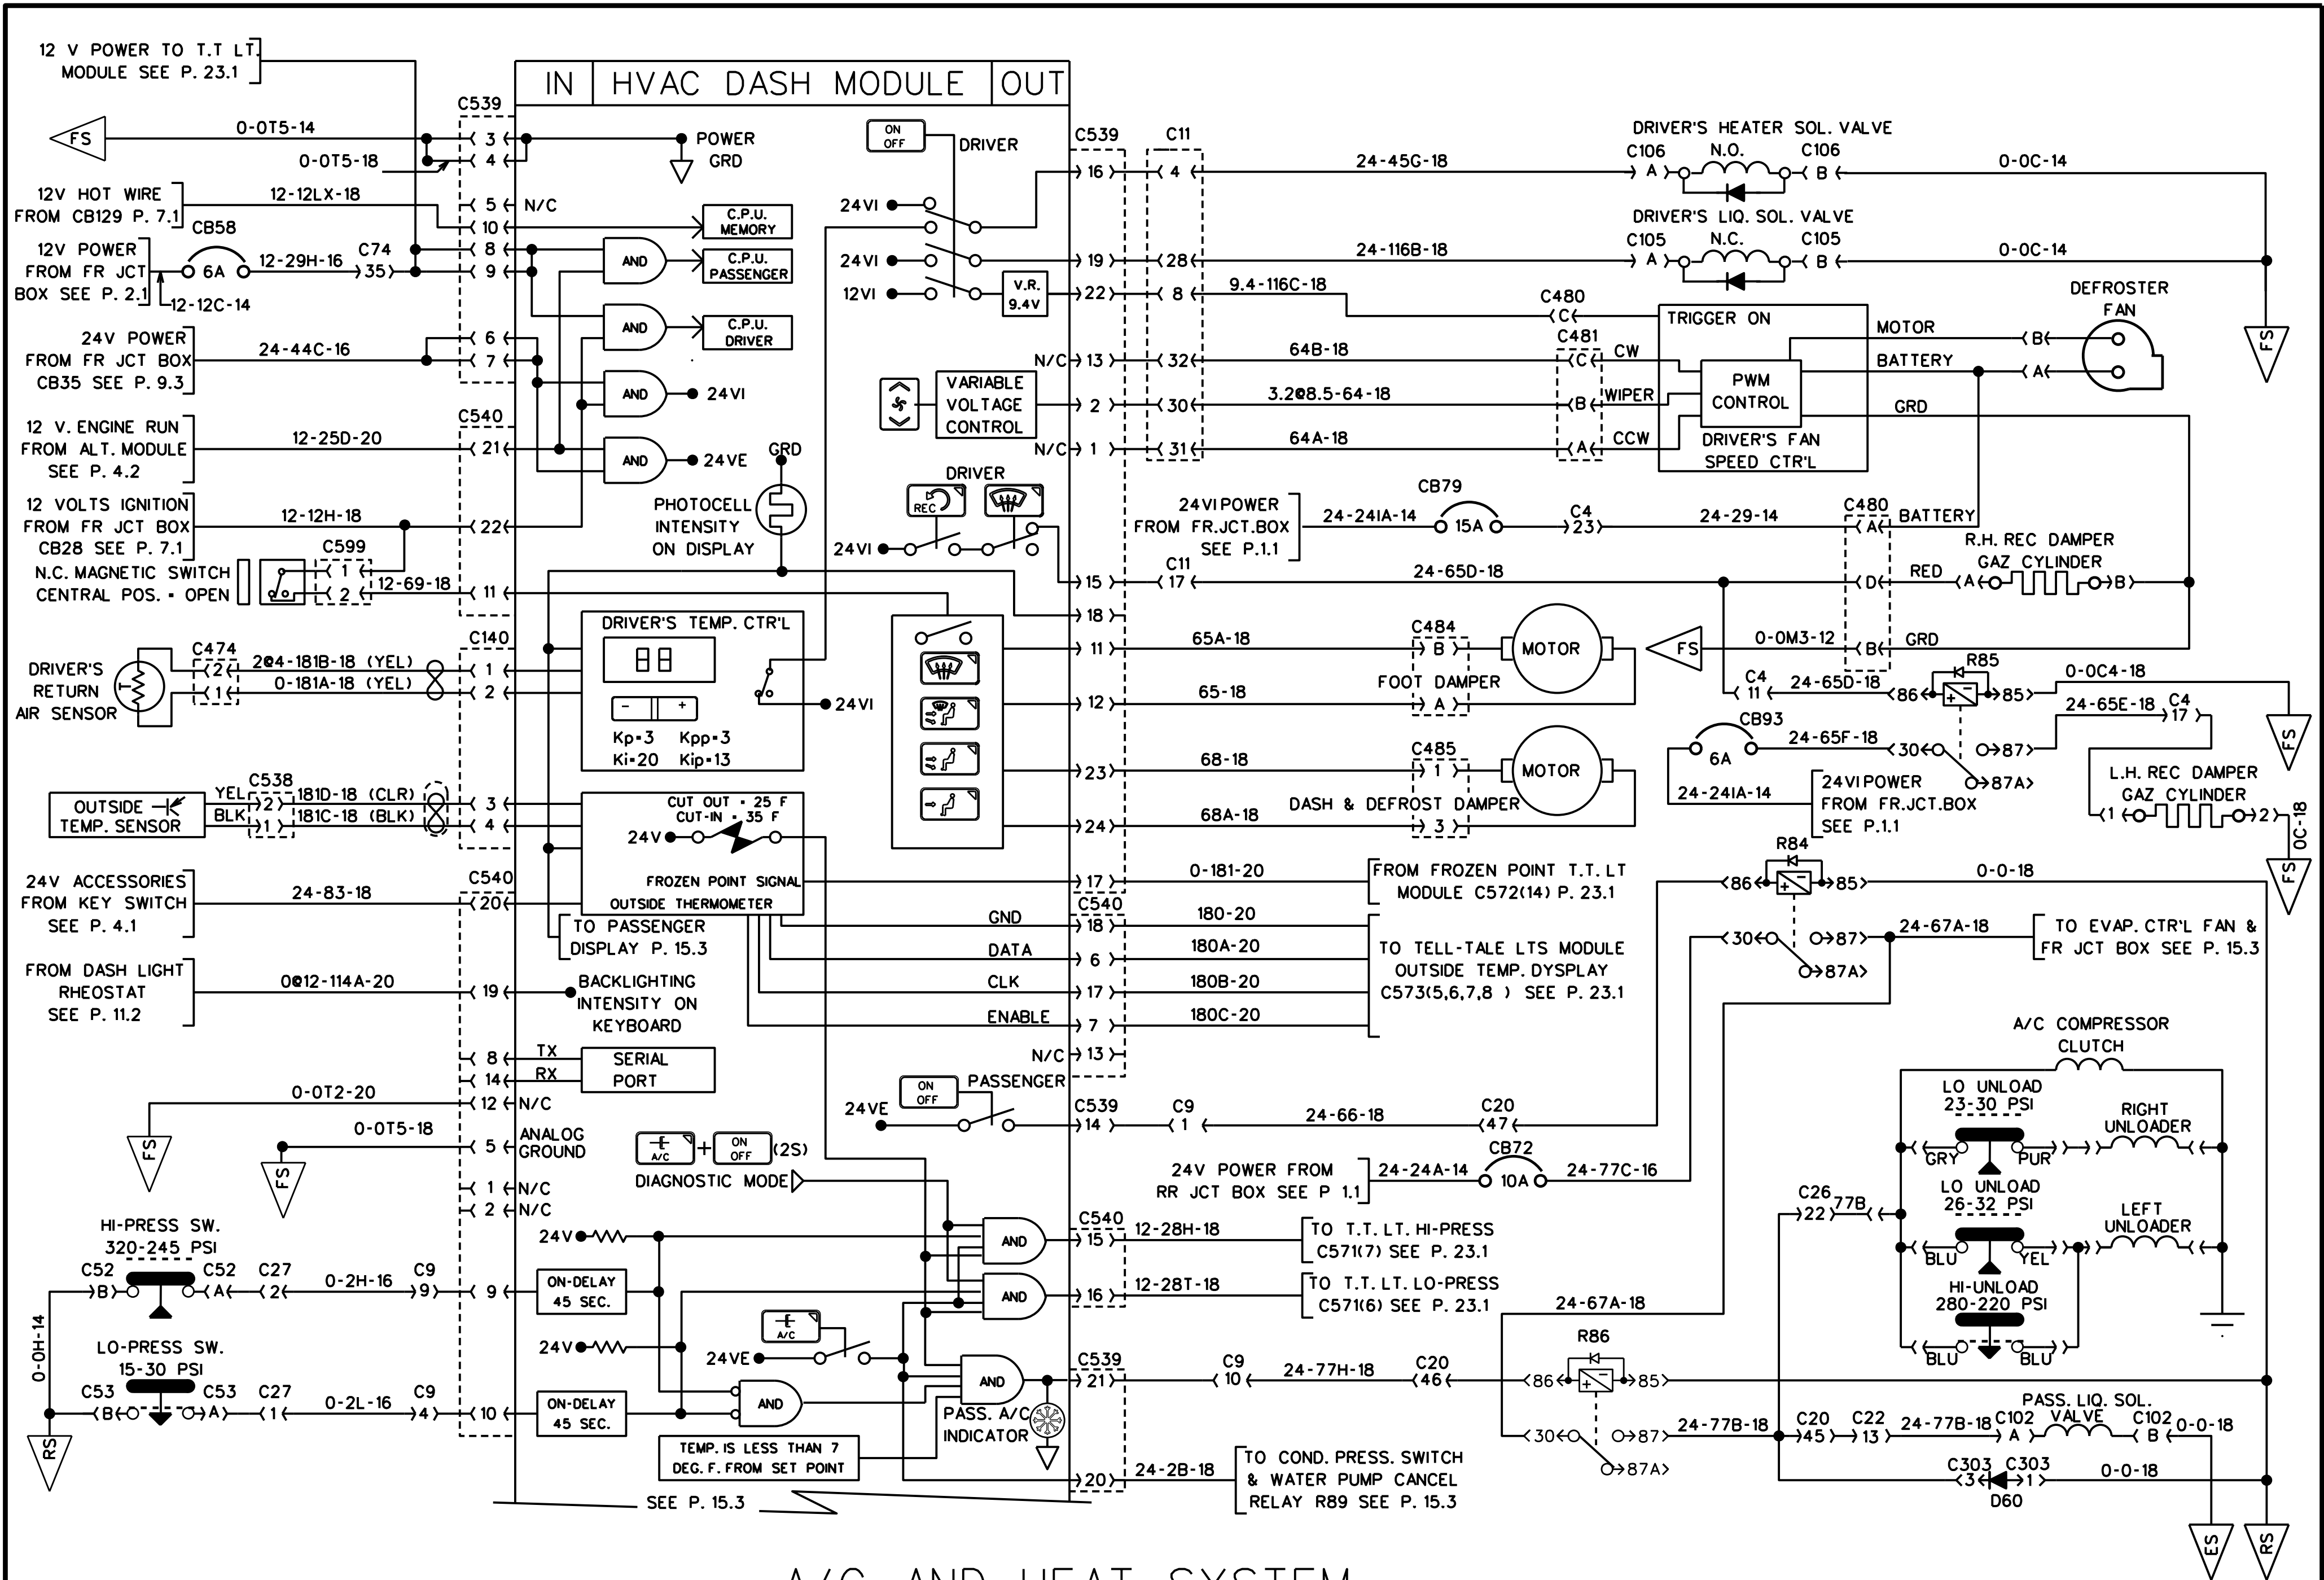 12 V POWER TO T.T LT.
MODULE SEE P. 23.1
IN
HVAC DASH MODULE
OUT
C539
FS
0-0T5-14
3
POWER
0-0T5-18
4
GRD
12V HOT WIRE
FROM CB129 P. 7.1
12-12LX-18
5
N/C
10
C.P.U.
MEMORY
CB58
12V POWER
FROM FR JCT
BOX SEE P. 2.1
6A
12-29H-16
C74
35
12-12C-14
8
9
AND
C.P.U.
PASSENGER
24V POWER
FROM FR JCT BOX
CB35 SEE P. 9.3
24-44C-16
6
7
AND
C.P.U.
DRIVER
AND
24VI
12 V. ENGINE RUN
FROM ALT. MODULE
SEE P. 4.2
12-25D-20
C540
21
AND
24VE
12 VOLTS IGNITION
FROM FR JCT BOX
CB28 SEE P. 7.1
12-12H-18
22
GRD
PHOTOCELL
INTENSITY
ON DISPLAY
N.C. MAGNETIC SWITCH
CENTRAL POS. = OPEN
C599
1
2
12-69-18
11
DRIVER'S
RETURN
AIR SENSOR
C474
2
1
2@4-181B-18 (YEL)
0-181A-18 (YEL)
C140
1
2
DRIVER'S TEMP. CTR'L
88
-
+
Kp=3 Kpp=3
Ki=20 Kip=13
24VI
OUTSIDE
TEMP. SENSOR
YEL
BLK
C538
2
1
181D-18 (CLR)
181C-18 (BLK)
3
4
CUT OUT = 25 F
CUT-IN = 35 F
24V
FROZEN POINT SIGNAL
OUTSIDE THERMOMETER
24V ACCESSORIES
FROM KEY SWITCH
SEE P. 4.1
24-83-18
C540
20
TO PASSENGER
DISPLAY P. 15.3
FROM DASH LIGHT
RHEOSTAT
SEE P. 11.2
0@12-114A-20
19
BACKLIGHTING
INTENSITY ON
KEYBOARD
8
TX
14
RX
SERIAL
PORT
0-0T2-20
12
N/C
FS
0-0T5-18
5
ANALOG
GROUND
FS
1
N/C
2
N/C
HI-PRESS SW.
320-245 PSI
C52
B
C52
A
C27
2
0-2H-16
C9
9
9
24V
ON-DELAY
45 SEC.
0-0H-14
LO-PRESS SW.
15-30 PSI
C53
B
C53
A
C27
1
0-2L-16
C9
4
10
24V
ON-DELAY
45 SEC.
RS
ON
OFF
DRIVER
24VI
24VI
12VI
V.R.
9.4V
VARIABLE
VOLTAGE
CONTROL
DRIVER
REC
24VI
GND
DATA
CLK
ENABLE
N/C
ON
OFF
PASSENGER
24VE
A/C
+
ON
OFF
(2S)
DIAGNOSTIC MODE
AND
AND
A/C
24VE
AND
AND
PASS. A/C
INDICATOR
TEMP. IS LESS THAN 7
DEG. F. FROM SET POINT
SEE P. 15.3
C539
C11
16
4
24-45G-18
DRIVER'S HEATER SOL. VALVE
C106
N.O.
C106
A
B
0-0C-14
19
28
24-116B-18
DRIVER'S LIQ. SOL. VALVE
C105
N.C.
C105
A
B
0-0C-14
22
8
9.4-116C-18
C480
C
TRIGGER ON
FS
N/C
13
32
64B-18
C481
C
CW
2
30
3.2@8.5-64-18
B
WIPER
N/C
1
31
64A-18
A
CCW
PWM
CONTROL
DRIVER'S FAN
SPEED CTR'L
MOTOR
B
BATTERY
A
GRD
DEFROSTER
FAN
24VI POWER
FROM FR.JCT.BOX
SEE P.1.1
24-24IA-14
CB79
15A
C4
23
24-29-14
C480
A
BATTERY
R.H. REC DAMPER
GAZ CYLINDER
15
C11
17
24-65D-18
D
RED
A
B
18
11
65A-18
C484
B
MOTOR
FS
0-0M3-12
B
GRD
FOOT DAMPER
12
65-18
A
C4
11
24-65D-18
86
R85
+
-
85
0-0C4-18
24-65E-18
C4
17
FS
CB93
6A
24-65F-18
30
87
87A
24-24IA-14
24VI POWER
FROM FR.JCT.BOX
SEE P.1.1
23
68-18
C485
1
MOTOR
DASH & DEFROST DAMPER
24
68A-18
3
L.H. REC DAMPER
GAZ CYLINDER
1
2
0C-18
FS
17
0-181-20
FROM FROZEN POINT T.T. LT
MODULE C572(14) P. 23.1
R84
86
+
-
85
0-0-18
C540
18
180-20
6
180A-20
17
180B-20
7
180C-20
13
TO TELL-TALE LTS MODULE
OUTSIDE TEMP. DYSPLAY
C573(5,6,7,8 ) SEE P. 23.1
30
87
87A
24-67A-18
TO EVAP. CTR'L FAN &
FR JCT BOX SEE P. 15.3
C539
14
C9
1
24-66-18
C20
47
24V POWER FROM
RR JCT BOX SEE P 1.1
24-24A-14
CB72
10A
24-77C-16
A/C COMPRESSOR
CLUTCH
LO UNLOAD
23-30 PSI
RIGHT
UNLOADER
GRY
PUR
LO UNLOAD
26-32 PSI
LEFT
UNLOADER
BLU
YEL
HI-UNLOAD
280-220 PSI
BLU
BLU
C26
22
77B
C540
15
12-28H-18
TO T.T. LT. HI-PRESS
C571(7) SEE P. 23.1
16
12-28T-18
TO T.T. LT. LO-PRESS
C571(6) SEE P. 23.1
24-67A-18
C539
21
C9
10
24-77H-18
C20
46
R86
86
+
-
85
30
87
87A
24-77B-18
C20
45
C22
13
24-77B-18
PASS. LIQ. SOL.
VALVE
C102
A
C102
B
0-0-18
C303
3
C303
1
D60
0-0-18
20
24-2B-18
TO COND. PRESS. SWITCH
& WATER PUMP CANCEL
RELAY R89 SEE P. 15.3
ES
RS
A/C AND HEAT SYSTEM